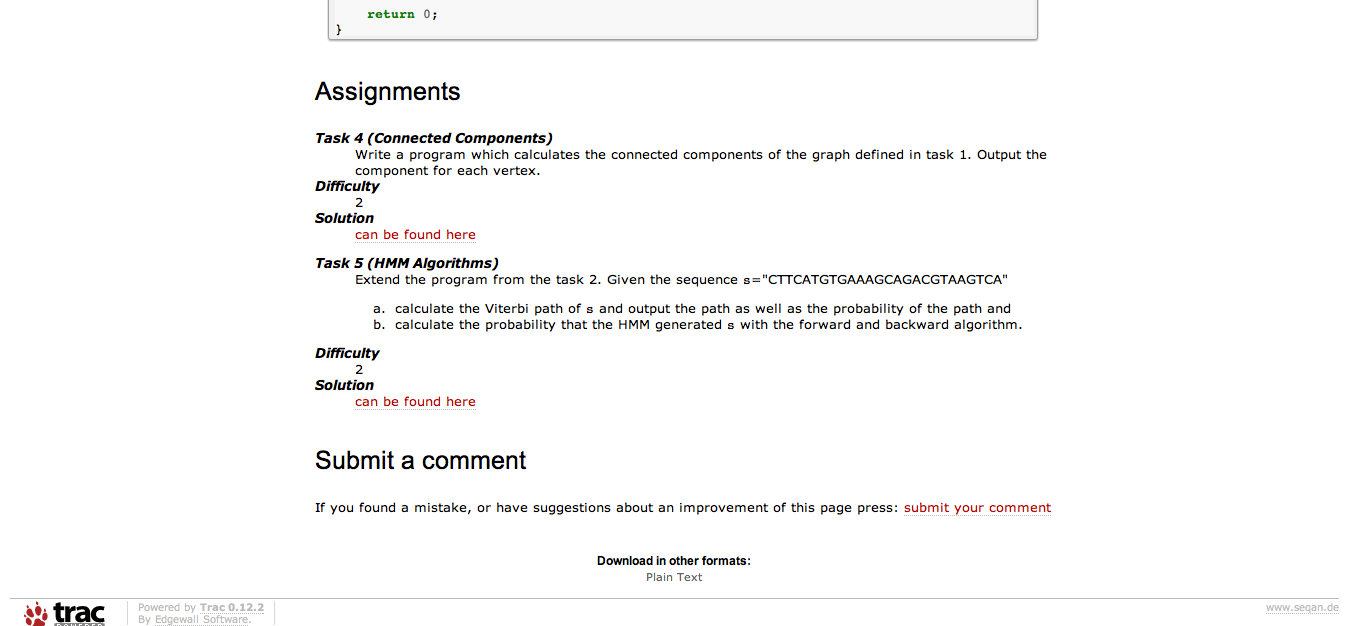 return 0;
}
Assignments
Task 4 (Connected Components)
Write a program which calculates the connected components of the graph defined in task 1. Output the
component for each vertex.
Difficulty
2
Solution
can be found here
Task 5 (HMM Algorithms)
Extend the program from the task 2. Given the sequence s="CTTCATGTGAAAGCAGACGTAAGTCA"
a. calculate the Viterbi path of s and output the path as well as the probability of the path and
b. calculate the probability that the HMM generated s with the forward and backward algorithm.
Difficulty
2
Solution
can be found here
Submit a comment
If you found a mistake, or have suggestions about an improvement of this page press: submit your comment
Download in other formats:
Plain Text
trac
Powered by Trac 0.12.2
By Edgewall Software.
www.seqan.de